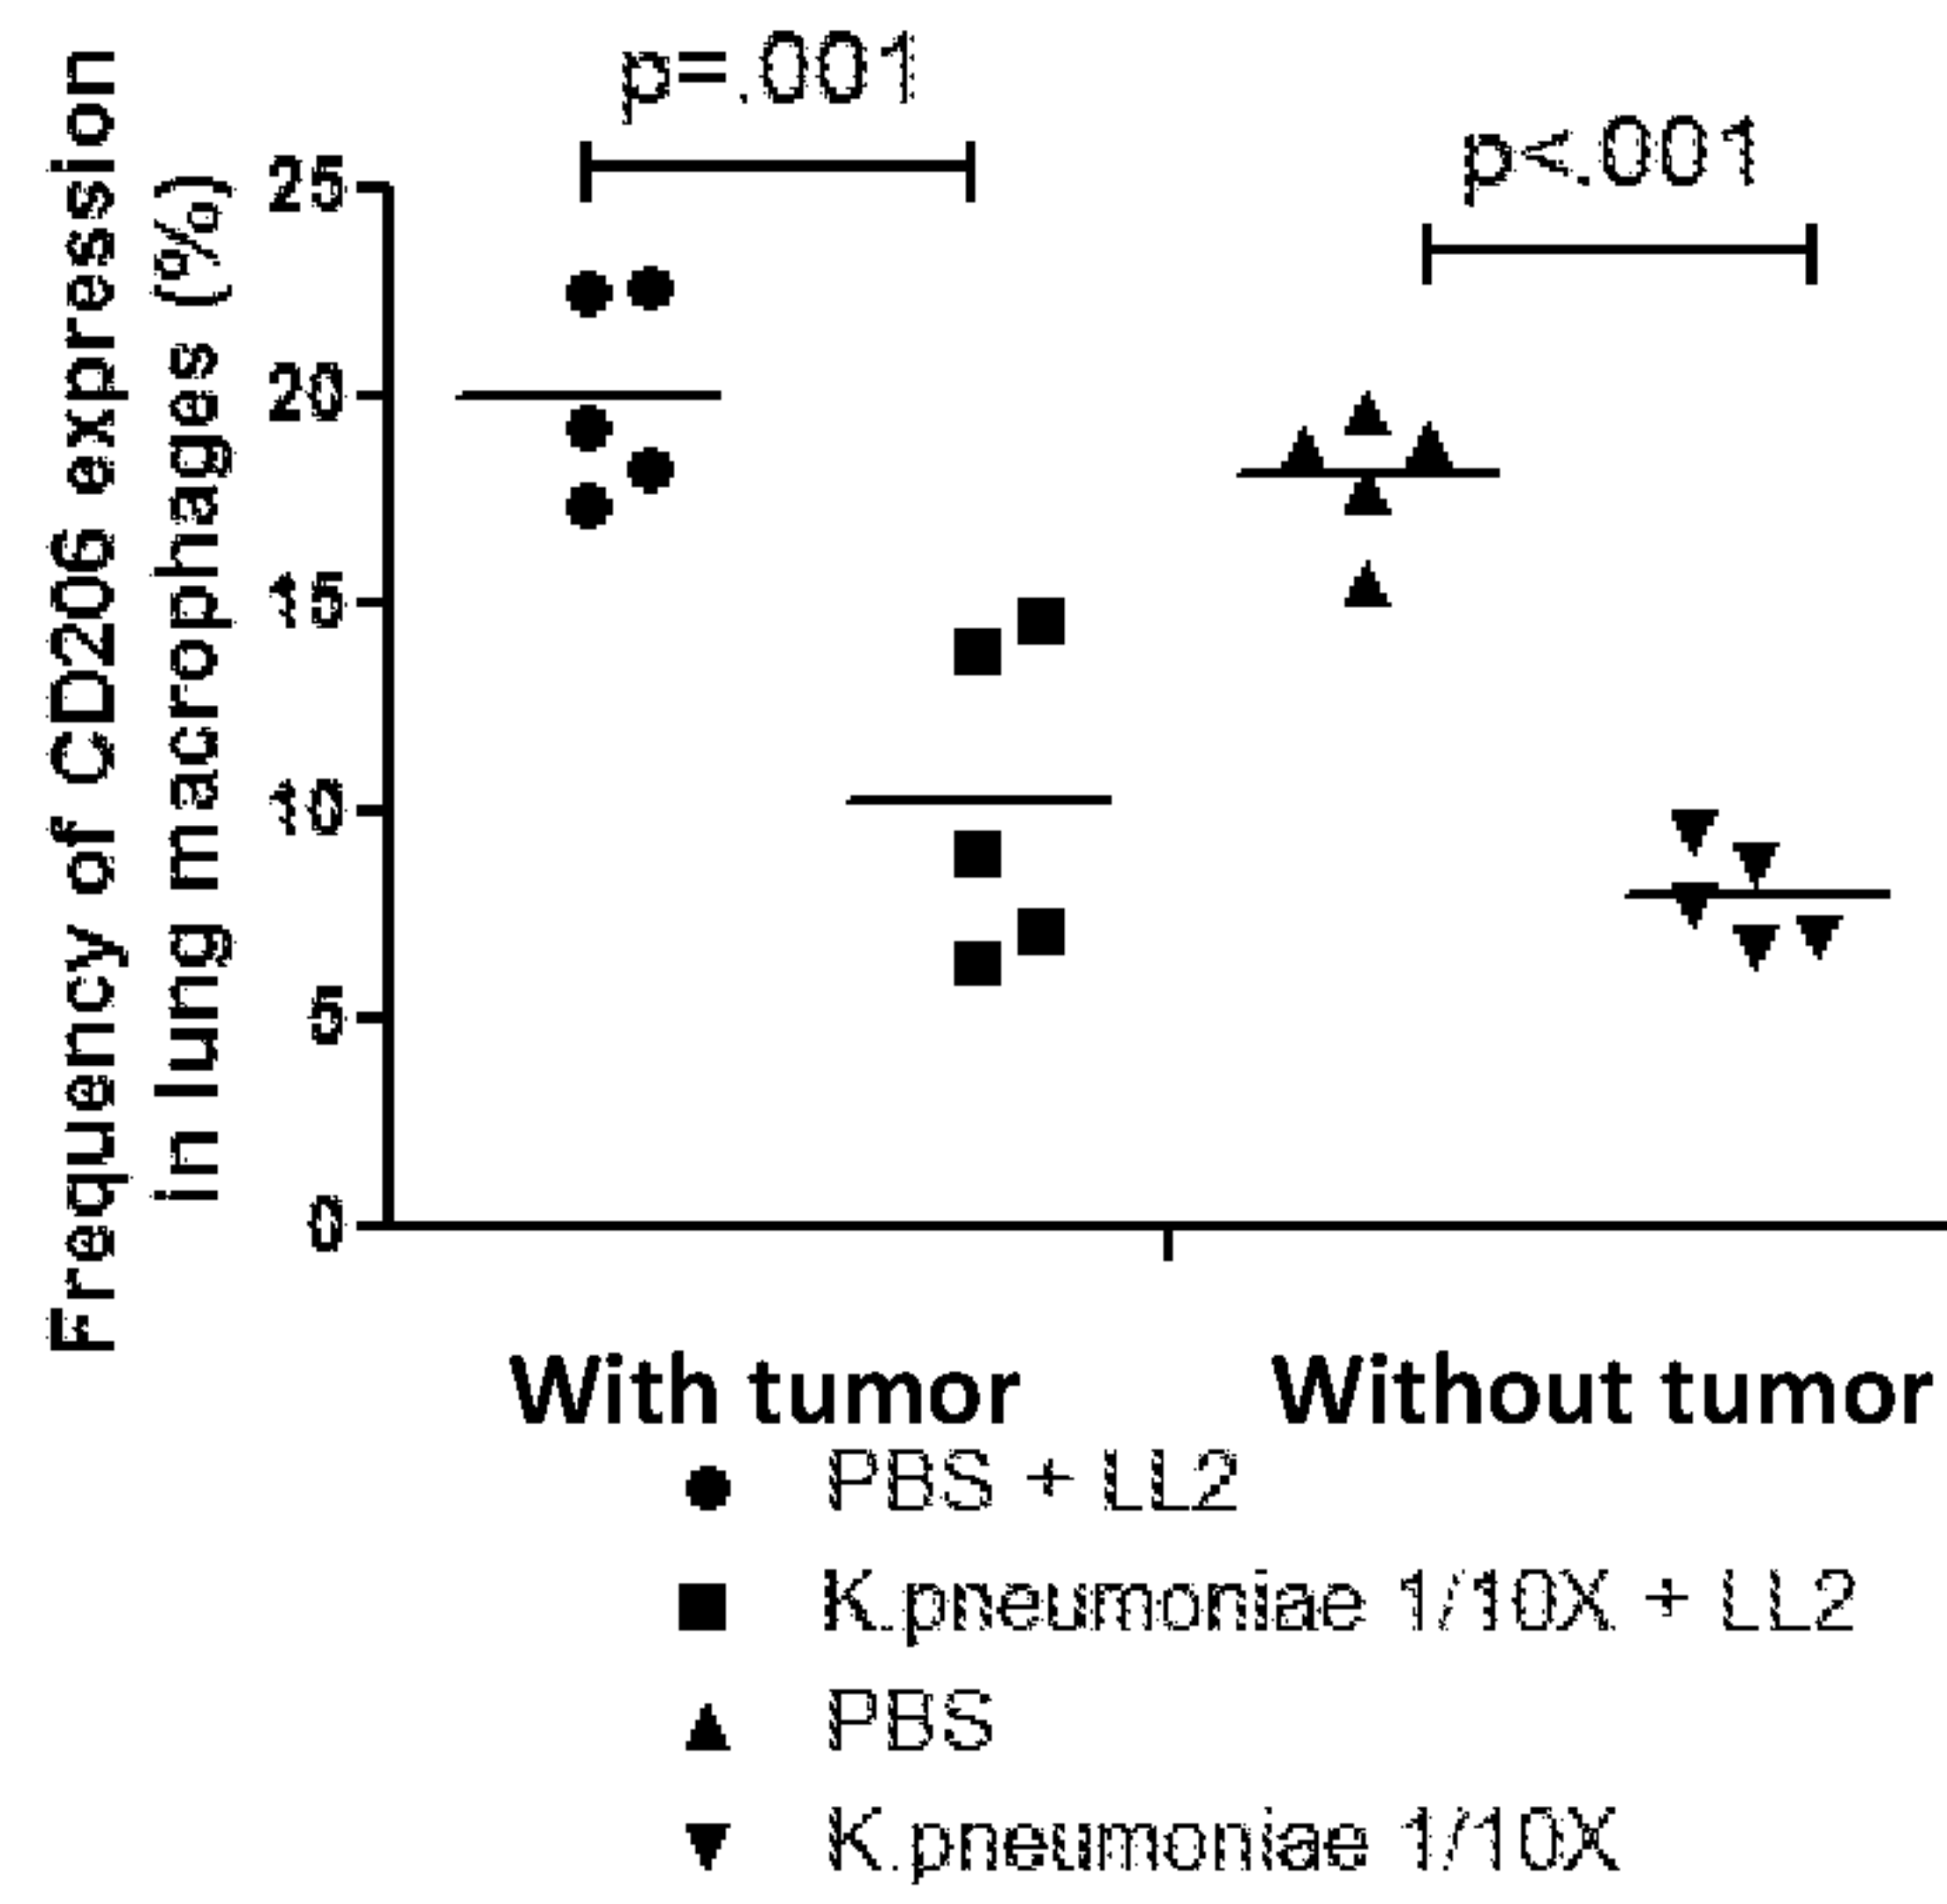 Frequency of CD206 expression
in lung macrophages (%)
p=.001
p<.001
25
20
15
10
5
0
With tumor
Without tumor
PBS + LL2
K.pneumoniae 1/10X + LL2
PBS
K.pneumoniae 1/10X